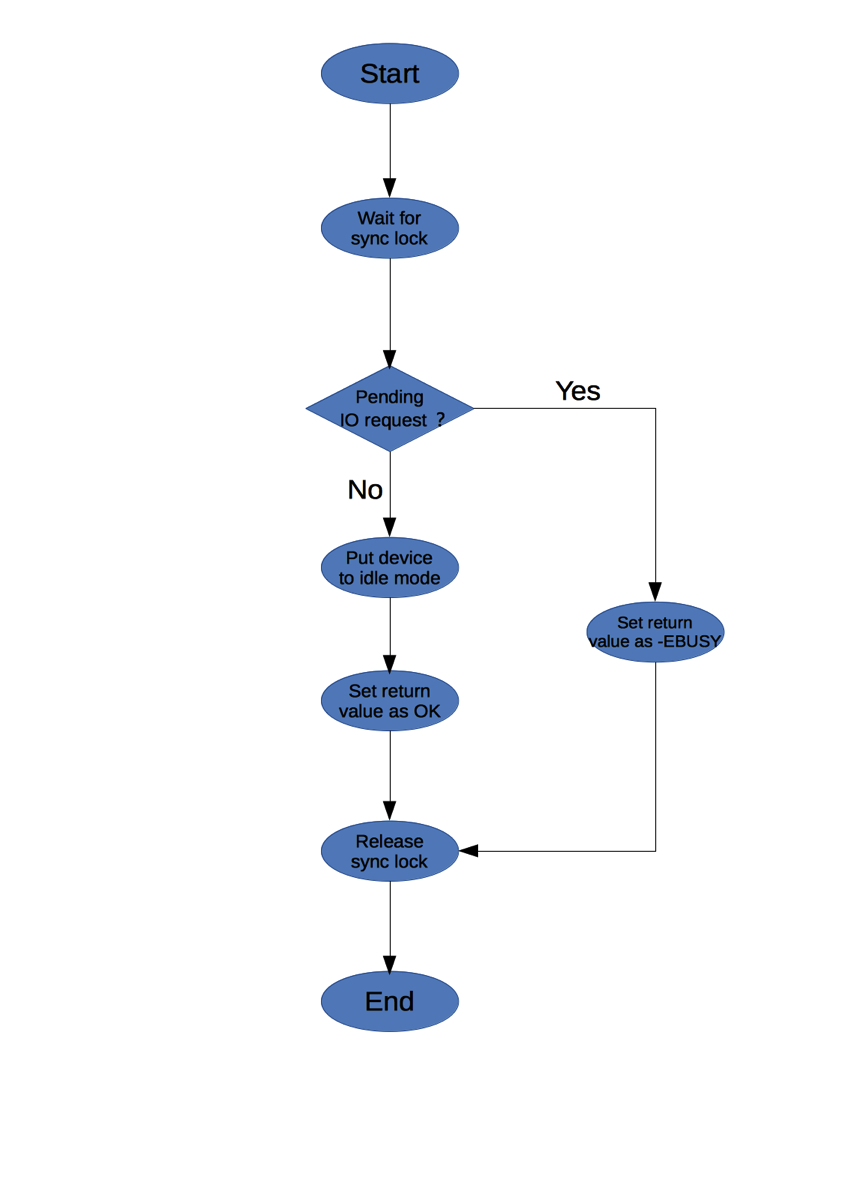 Start
Wait for
sync lock
Pending
IO request ?
Yes
No
Put device
to idle mode
Set return
value as -EBUSY
Set return
value as OK
Release
sync lock
End